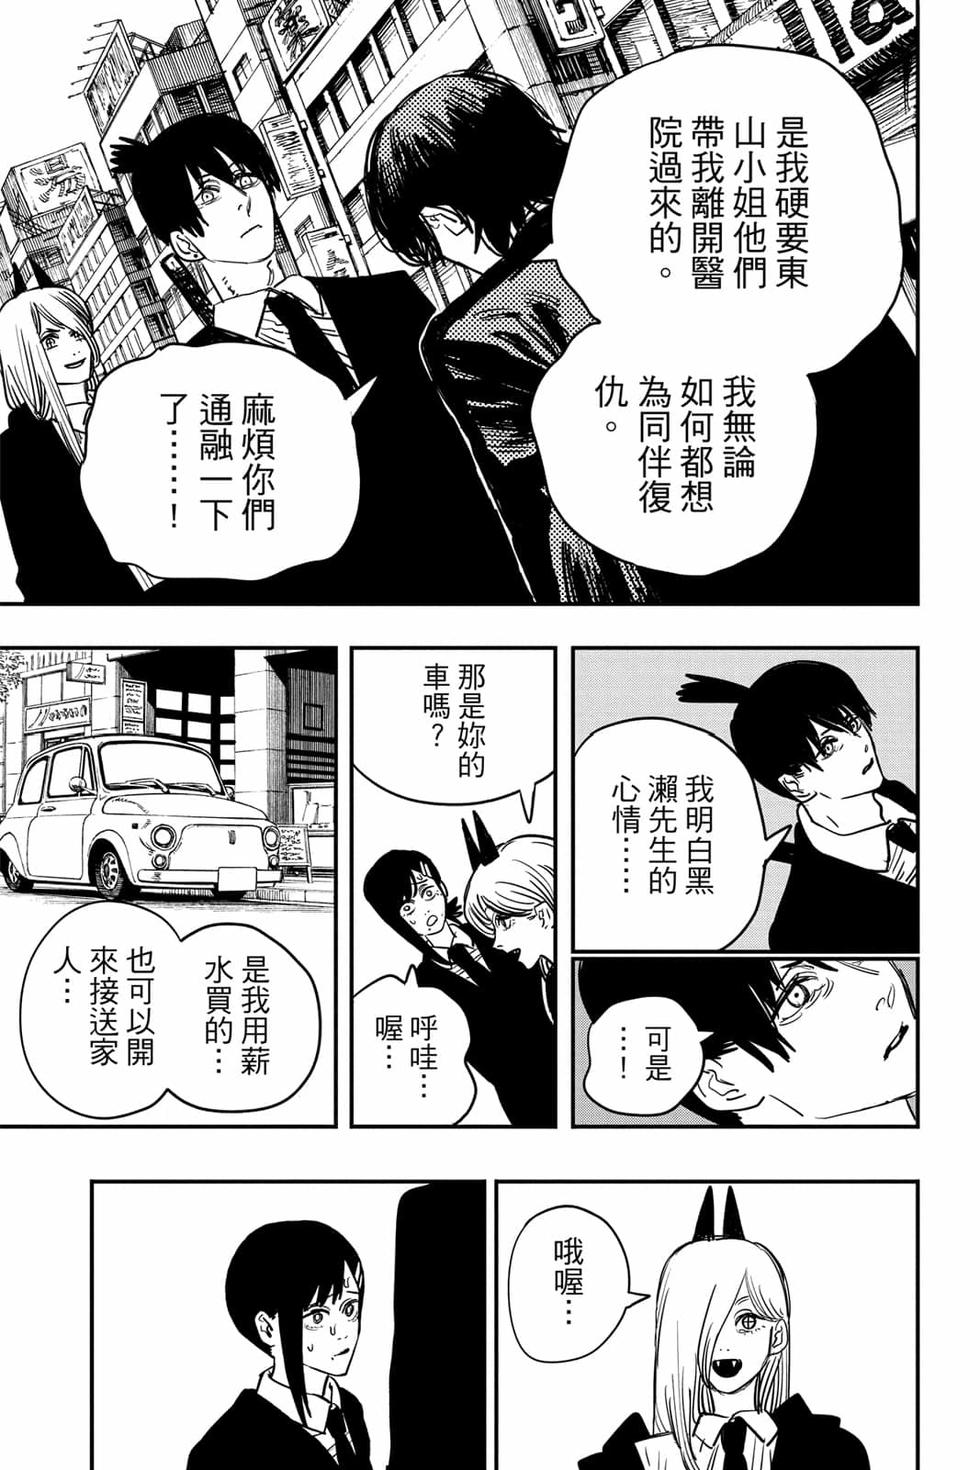 是我硬要東
山小姐他們
帶我離開醫
院過來的。
我無論
如何都想
為同伴復
仇。
麻煩你們
通融一下
了……！
我明白黑
瀨先生的
心情……
可是
…！
那是妳的
車嗎？
呼哇…
喔…
是我用薪
水買的…
也可以開
來接送家
人…
哦喔…